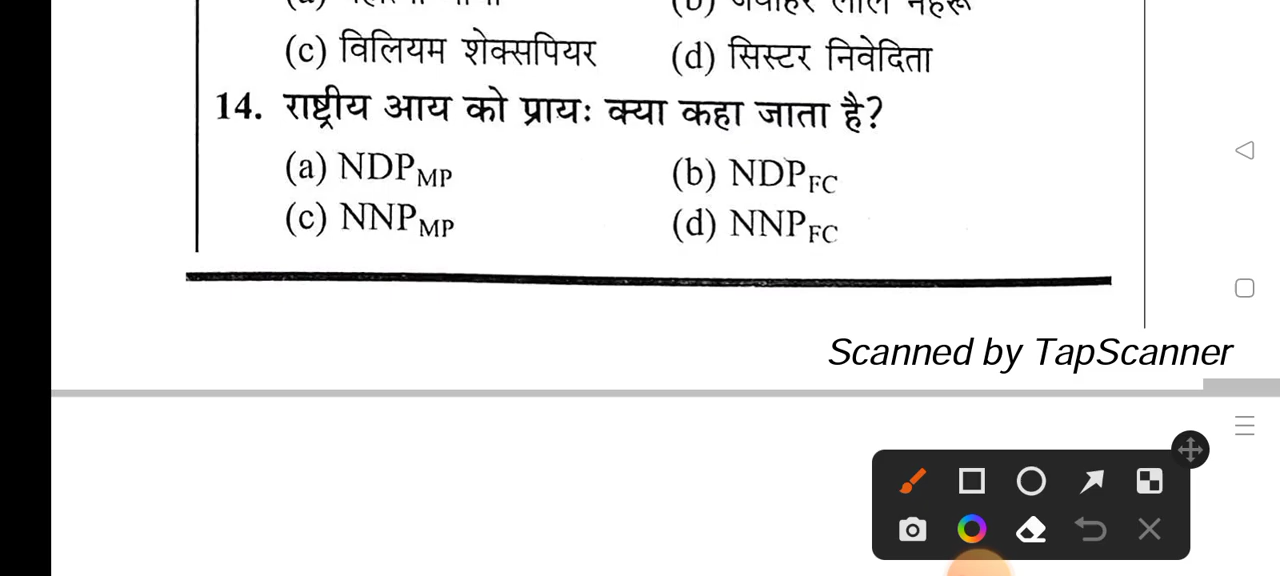 (c) विलियम शेक्सपियर (d) सिस्टर निवेदिता
14. राष्ट्रीय आय को प्रायः क्या कहा जाता है?
(a) NDPMP (b) NDPFC
(c) NNPMP (d) NNPFC
Scanned by TapScanner